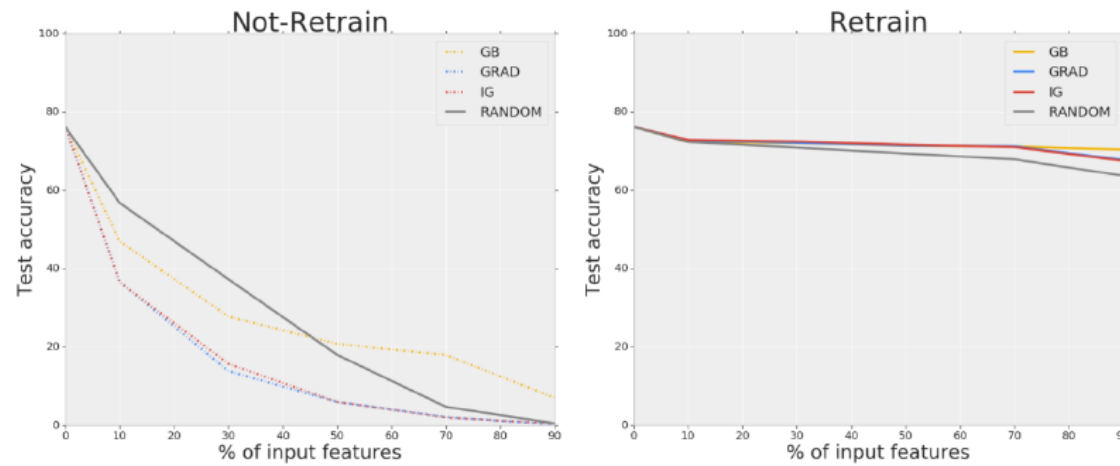 Not-Retrain
100
80
60
40
20
0
Test accuracy
GB
GRAD
IG
RANDOM
0 10 20 30 40 50 60 70 80 90
% of input features
Retrain
100
80
60
40
20
0
Test accuracy
GB
GRAD
IG
RANDOM
0 10 20 30 40 50 60 70 80 90
% of input features